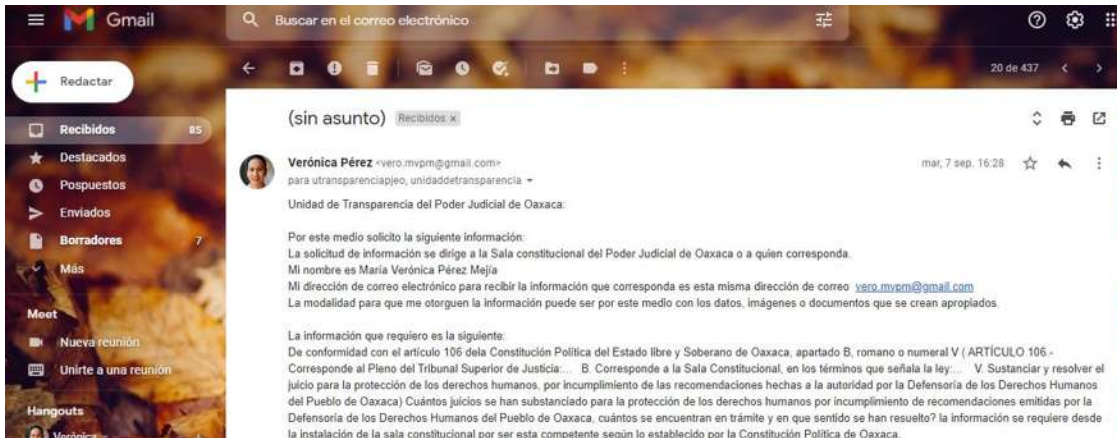 Gmail
Buscar en el correo electrónico
Redactar
20 de 437
(sin asunto) Recibidos x
Recibidos 85
Destacados
Verónica Pérez <vero.mvpm@gmail.com> mar, 7 sep. 16:28
para utransparenciapjeo, unidaddetransparencia
Pospuestos
Unidad de Transparencia del Poder Judicial de Oaxaca:
Enviados
Por este medio solicito la siguiente información:
Borradores 7
La solicitud de información se dirige a la Sala constitucional del Poder Judicial de Oaxaca o a quien corresponda.
Más
Mi nombre es María Verónica Pérez Mejía
Mi dirección de correo electrónico para recibir la información que corresponda es esta misma dirección de correo vero.mvpm@gmail.com
La modalidad para que me otorguen la información puede ser por este medio con los datos, imágenes o documentos que se crean apropiados.
Meet
Nueva reunión
La información que requiero es la siguiente:
De conformidad con el artículo 106 dela Constitución Política del Estado libre y Soberano de Oaxaca, apartado B, romano o numeral V ( ARTÍCULO 106.-
Unirte a una reunión
Corresponde al Pleno del Tribunal Superior de Justicia:... B. Corresponde a la Sala Constitucional, en los términos que señala la ley:... V. Sustanciar y resolver el
juicio para la protección de los derechos humanos, por incumplimiento de las recomendaciones hechas a la autoridad por la Defensoría de los Derechos Humanos
del Pueblo de Oaxaca) Cuántos juicios se han substanciado para la protección de los derechos humanos por incumplimiento de recomendaciones emitidas por la
Hangouts
Defensoría de los Derechos Humanos del Pueblo de Oaxaca, cuántos se encuentran en trámite y en que sentido se han resuelto? la información se requiere desde
Verónica
la instalación de la sala constitucional por ser esta competente según lo establecido por la Constitución Política de Oaxaca.